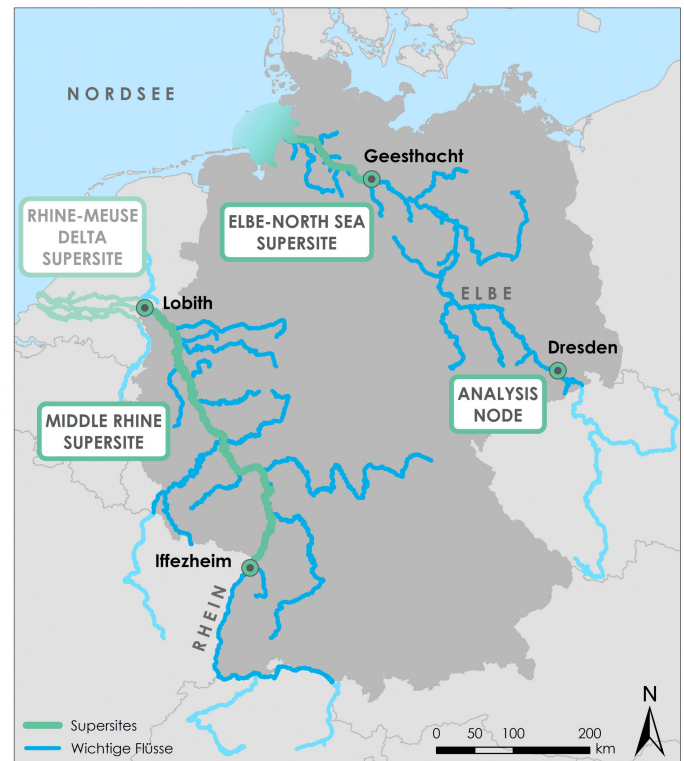 NORDSEE
Geesthacht
RHINE-MEUSE
DELTA
SUPERSITE
ELBE-NORTH SEA
SUPERSITE
ELBE
Lobith
Dresden
MIDDLE RHINE
SUPERSITE
ANALYSIS
NODE
Iffezheim
RHEIN
N
Supersites
Wichtige Flüsse
0 50 100 200
km